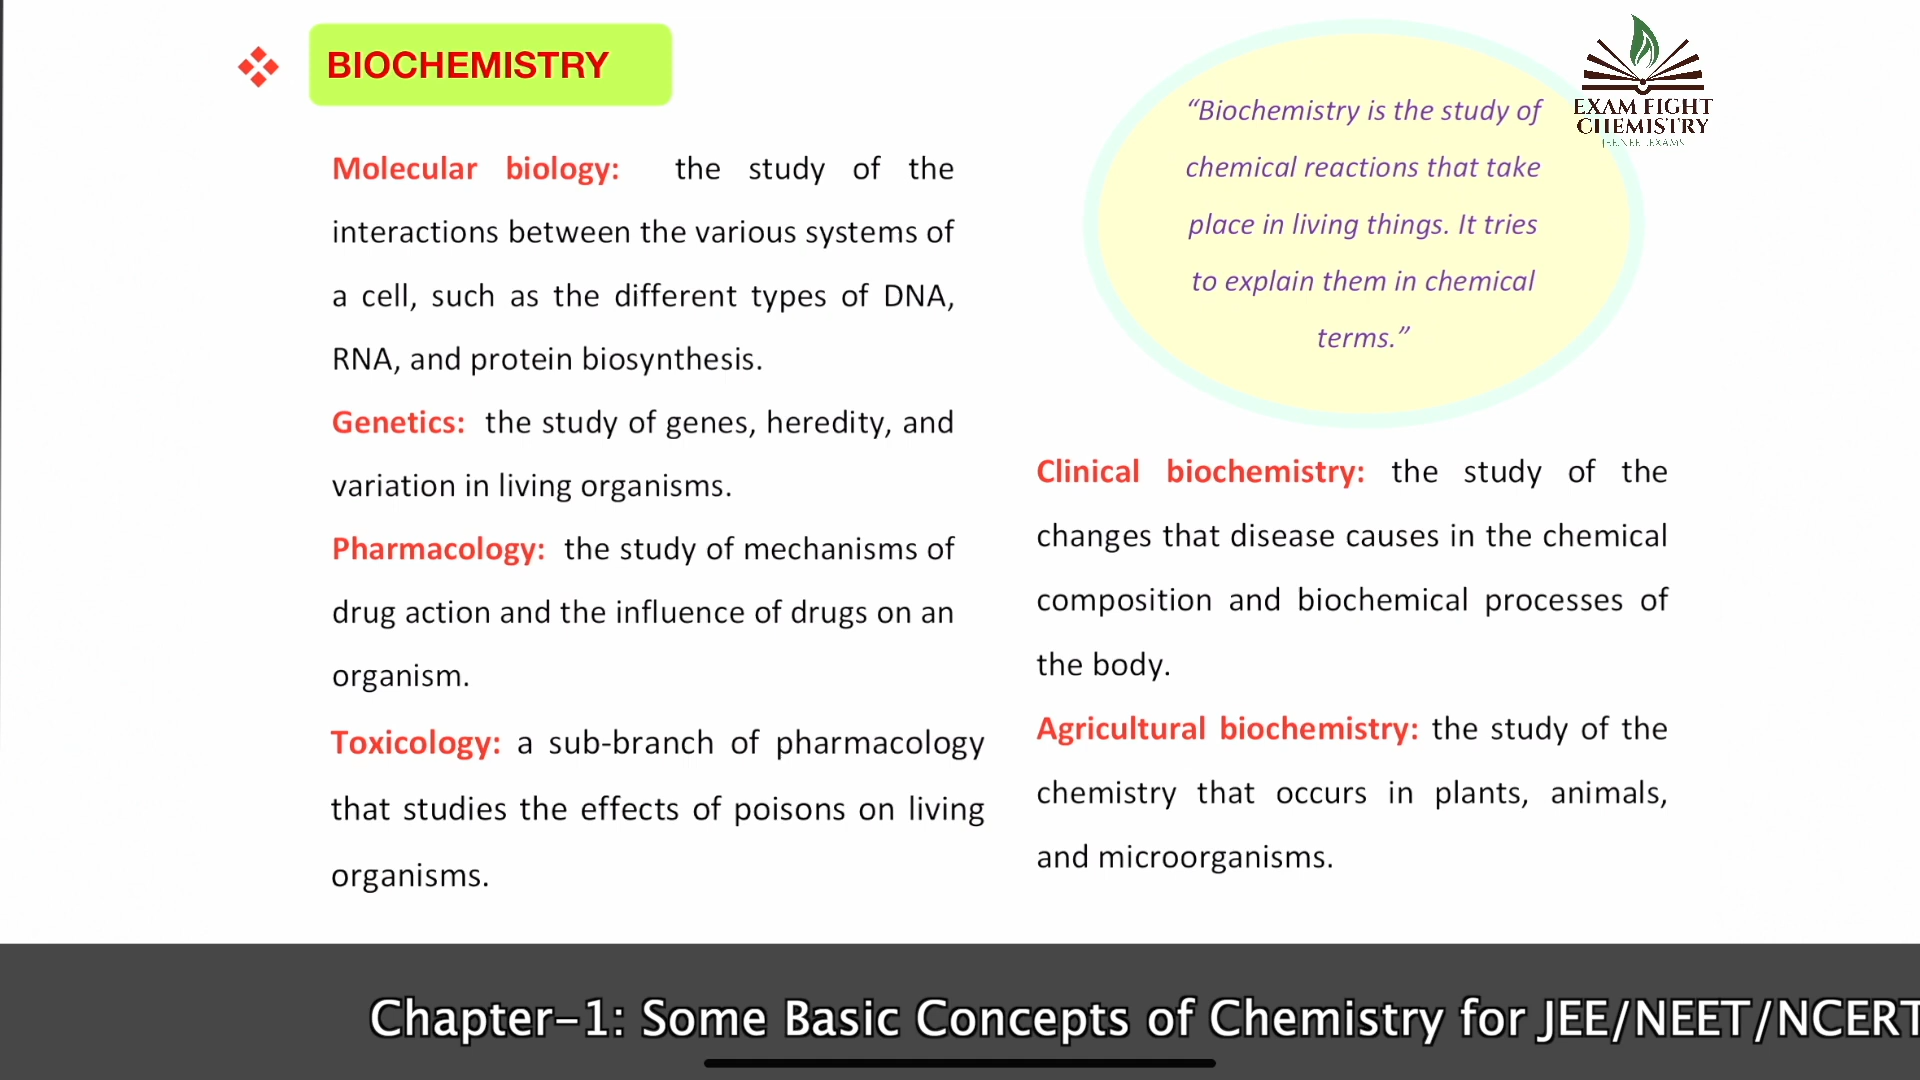 BIOCHEMISTRY
Molecular biology: the study of the
interactions between the various systems of
a cell, such as the different types of DNA,
RNA, and protein biosynthesis.
Genetics: the study of genes, heredity, and
variation in living organisms.
Pharmacology: the study of mechanisms of
drug action and the influence of drugs on an
organism.
Toxicology: a sub-branch of pharmacology
that studies the effects of poisons on living
organisms.
“Biochemistry is the study of
chemical reactions that take
place in living things. It tries
to explain them in chemical
terms.”
EXAM FIGHT
CHEMISTRY
Clinical biochemistry: the study of the
changes that disease causes in the chemical
composition and biochemical processes of
the body.
Agricultural biochemistry: the study of the
chemistry that occurs in plants, animals,
and microorganisms.
Chapter-1: Some Basic Concepts of Chemistry for JEE/NEET/NCERT